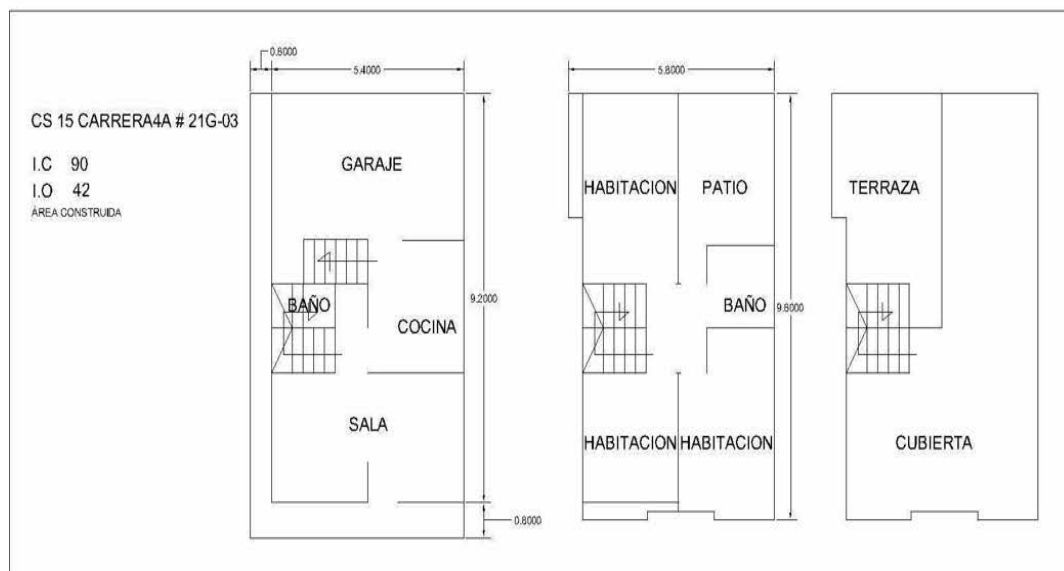 CS 15 CARRERA4A # 21G-03
I.C 90
I.O 42
ÁREA CONSTRUIDA
0.6000
5.4000
GARAJE
BAÑO
COCINA
SALA
9.2000
0.8000
5.8000
HABITACION
PATIO
BAÑO
HABITACION
HABITACION
9.6000
TERRAZA
CUBIERTA